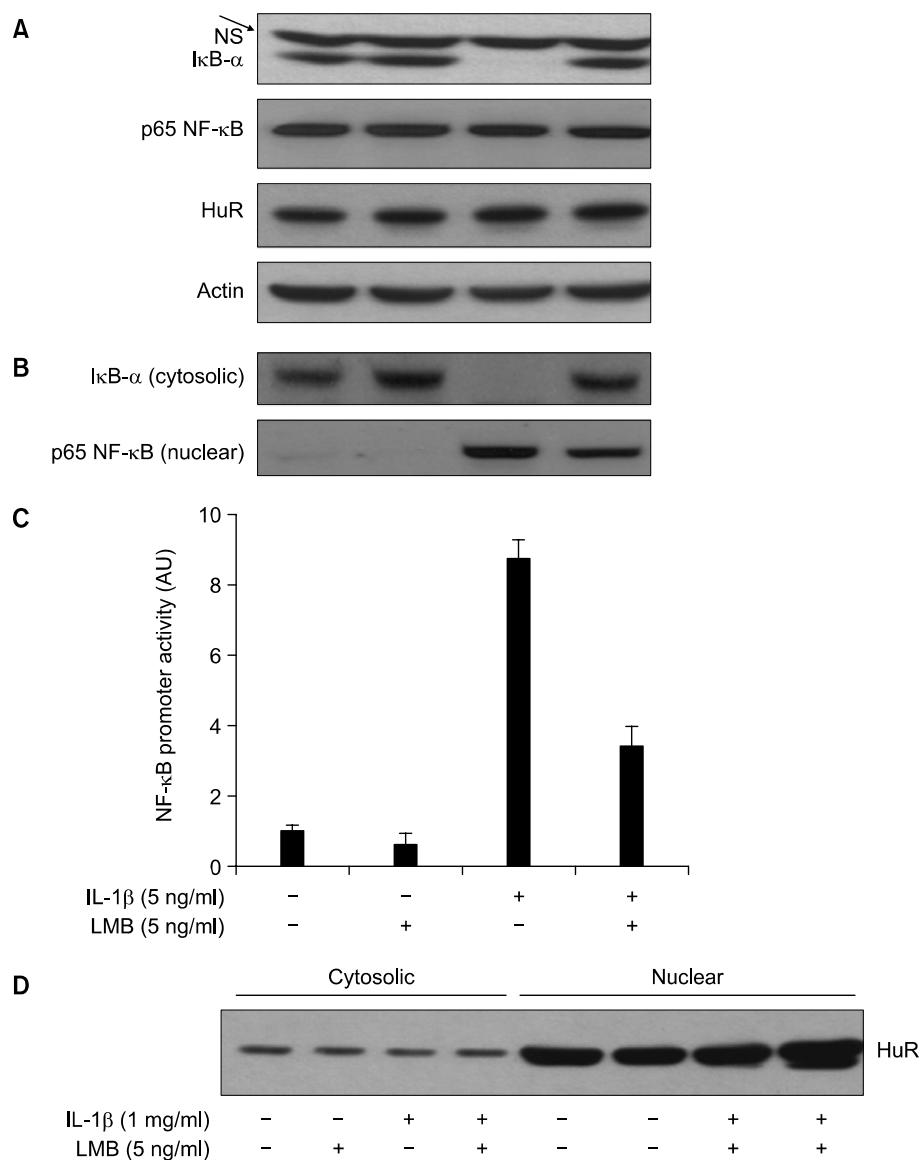 A
NS
IκB-α
p65 NF-κB
HuR
Actin
B
IκB-α (cytosolic)
p65 NF-κB (nuclear)
C
NF-κB promoter activity (AU)
10
8
6
4
2
0
IL-1β (5 ng/ml) – – + +
LMB (5 ng/ml) – + – +
D
Cytosolic Nuclear
HuR
IL-1β (1 mg/ml) – – + + – – + +
LMB (5 ng/ml) – + – + – – + +